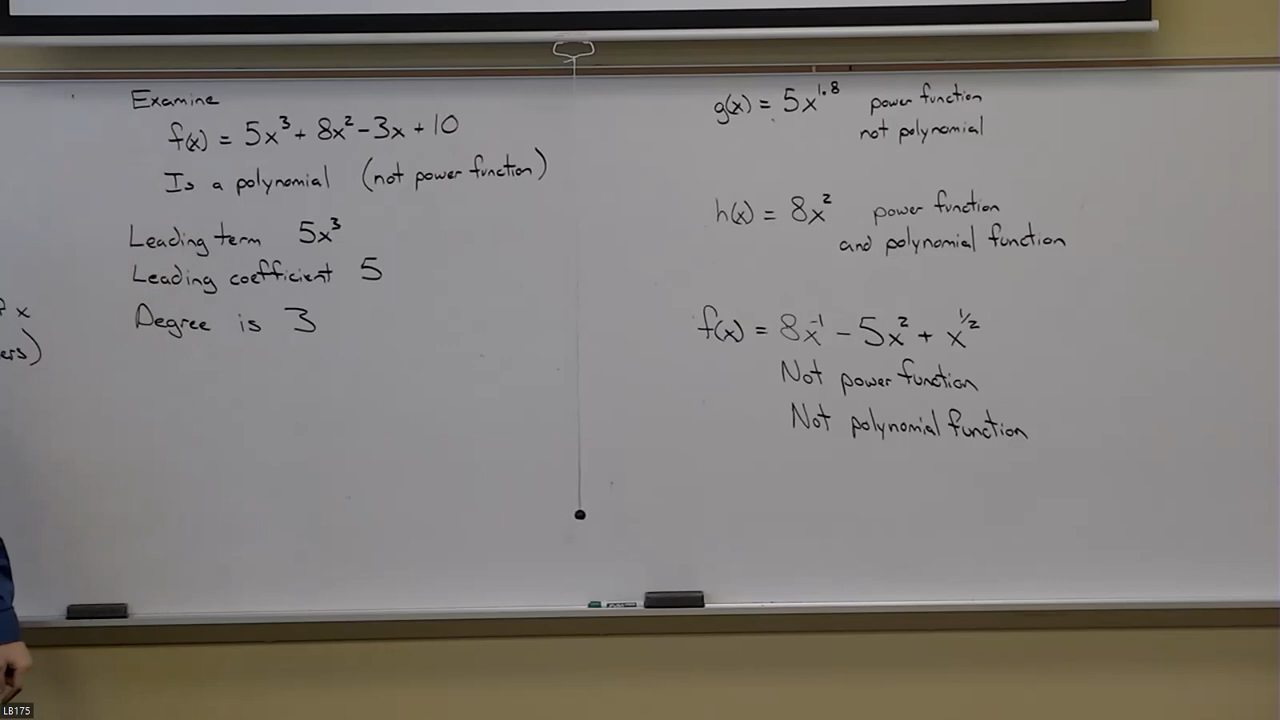 Examine
f(x) = 5x³ + 8x² - 3x + 10
Is a polynomial (not power function)
Leading term 5x³
Leading coefficient 5
Degree is 3
x
ers)
g(x) = 5x^1.8 power function
not polynomial
h(x) = 8x² power function
and polynomial function
f(x) = 8x⁻¹ - 5x² + x^1/2
Not power function
Not polynomial function
LB175